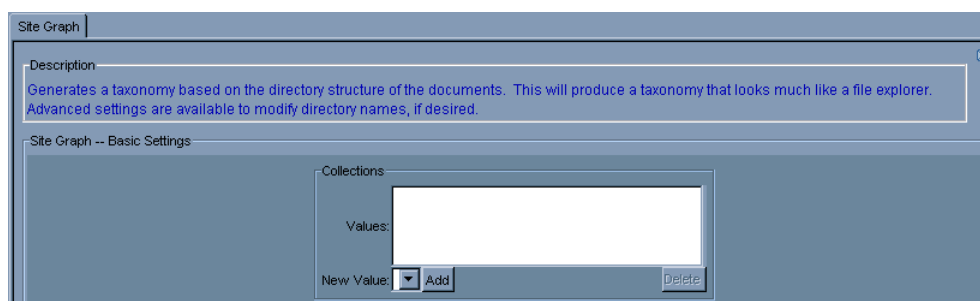 Site Graph
Description
Generates a taxonomy based on the directory structure of the documents. This will produce a taxonomy that looks much like a file explorer.
Advanced settings are available to modify directory names, if desired.
Site Graph -- Basic Settings
Collections
Values:
New Value: Add Delete